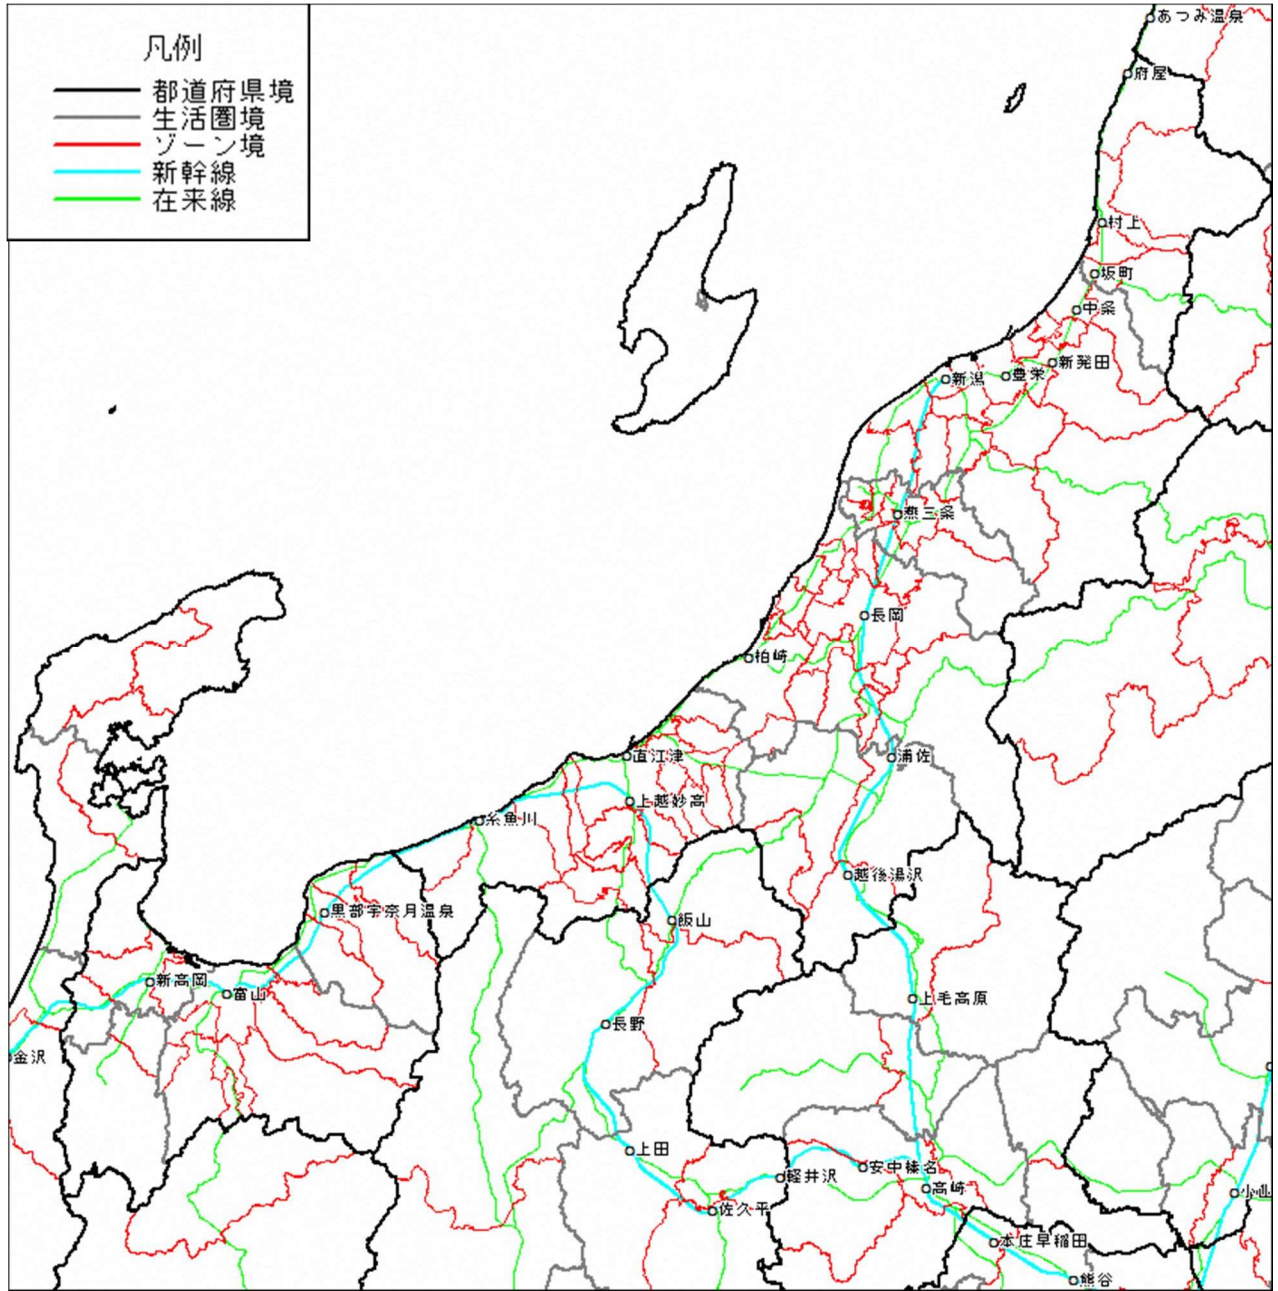 凡例
都道府県境
生活圏境
ゾーン境
新幹線
在来線
あつみ温泉
府屋
村上
坂町
中条
新発田
豊栄
新潟
燕三条
長岡
柏崎
直江津
浦佐
上越妙高
糸魚川
越後湯沢
黒部宇奈月温泉
飯山
新高岡
富山
上毛高原
長野
金沢
上田
安中榛名
軽井沢
高崎
佐久平
小山
本庄早稲田
熊谷